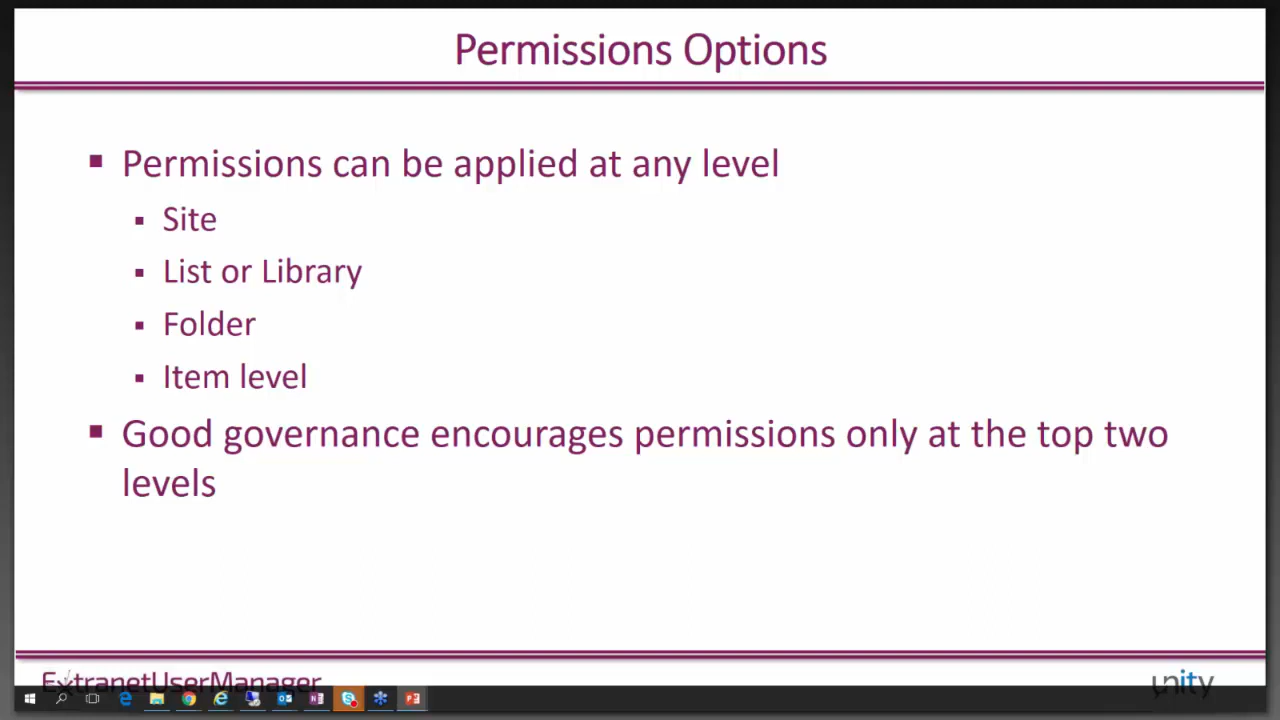 Permissions Options
Permissions can be applied at any level
Site
List or Library
Folder
Item level
Good governance encourages permissions only at the top two
levels
ExtranetUserManager
unity